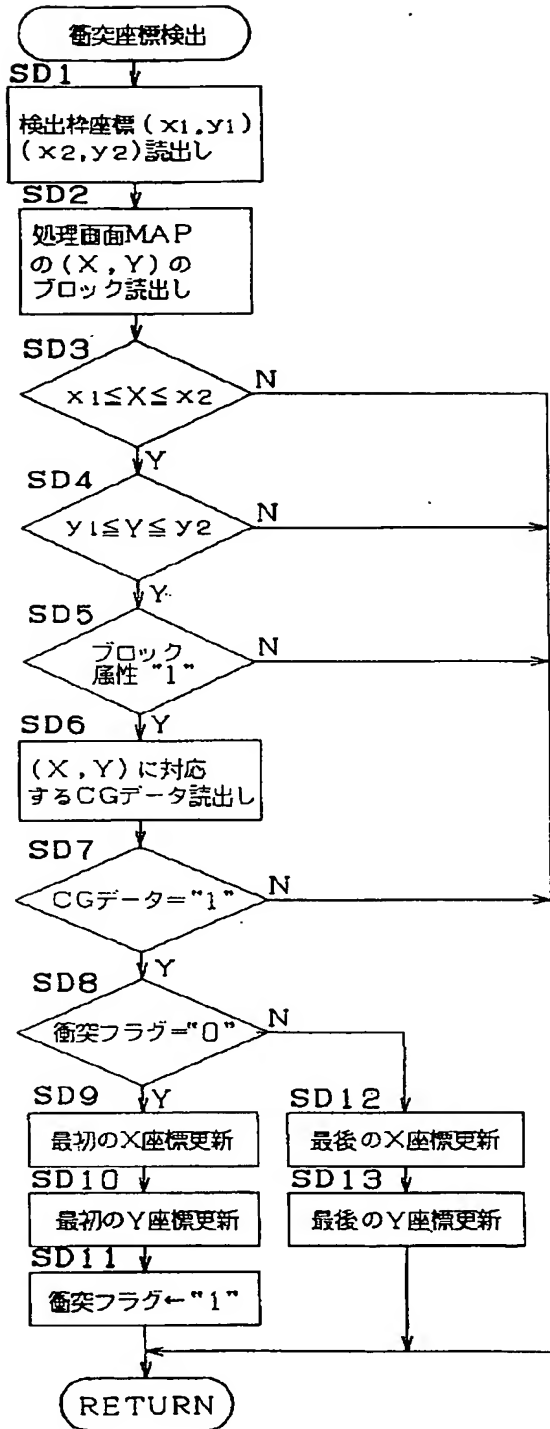 衝突座標検出
SD1
検出枠座標(x1,y1)
(x2,y2)読出し
SD2
処理画面MAP
の(X,Y)の
ブロック読出し
SD3
x1≦X≦x2
N
Y
SD4
y1≦Y≦y2
N
Y
SD5
ブロック
属性"1"
N
Y
SD6
(X,Y)に対応
するCGデータ読出し
SD7
CGデータ="1"
N
Y
SD8
衝突フラグ="0"
N
Y
SD9
最初のX座標更新
SD10
最初のY座標更新
SD11
衝突フラグ←"1"
SD12
最後のX座標更新
SD13
最後のY座標更新
RETURN